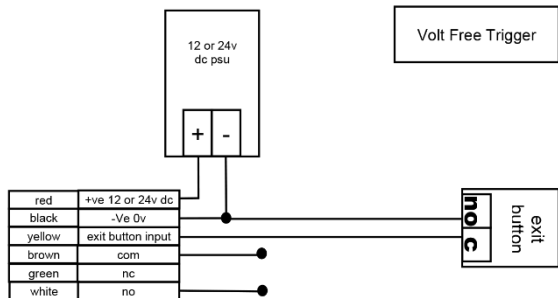 12 or 24v
dc psu
Volt Free Trigger
+ -
red +ve 12 or 24v dc
black -Ve 0v
yellow exit button input
brown com
green nc
white no
no
c
exit
button